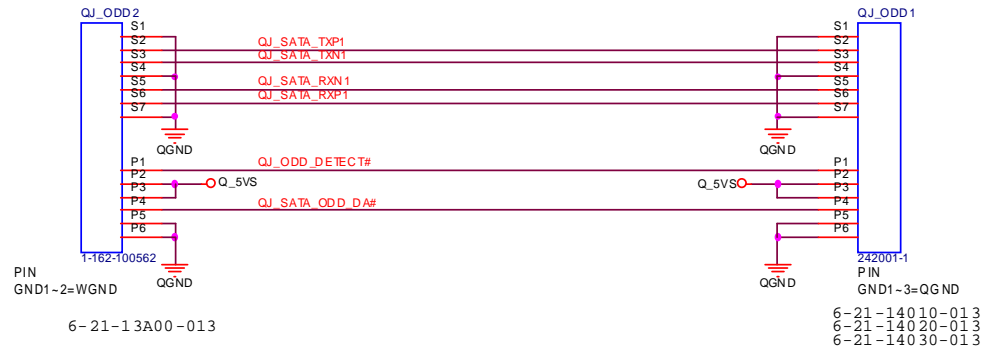 QJ_ODD2
QJ_ODD1
S1
S2
S3
S4
S5
S6
S7
QJ_SATA_TXP1
QJ_SATA_TXN1
QJ_SATA_RXN1
QJ_SATA_RXP1
S1
S2
S3
S4
S5
S6
S7
QGND
QGND
P1
P2
P3
P4
P5
P6
QJ_ODD_DETECT#
Q_5VS
Q_5VS
QJ_SATA_ODD_DA#
P1
P2
P3
P4
P5
P6
QGND
QGND
1-162-100562
PIN
GND1~2=WGND
6-21-13A00-013
242001-1
PIN
GND1~3=QGND
6-21-14010-013
6-21-14020-013
6-21-14030-013